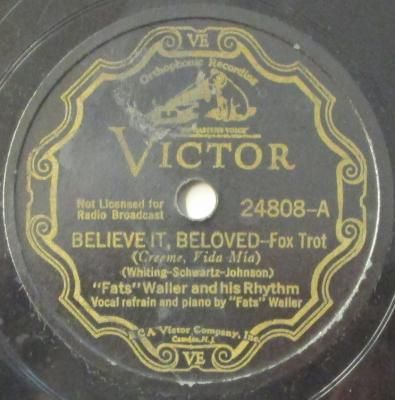 VE
Orthophonic Recording
"HIS MASTER'S VOICE"
VICTOR
Not Licensed for
Radio Broadcast
24808-A
BELIEVE IT, BELOVED-Fox Trot
(Creeme, Vida Mía)
(Whiting-Schwartz-Johnson)
"Fats" Waller and his Rhythm
Vocal refrain and piano by "Fats" Waller
RCA Victor Company, Inc.
Camden, N.J.
VE